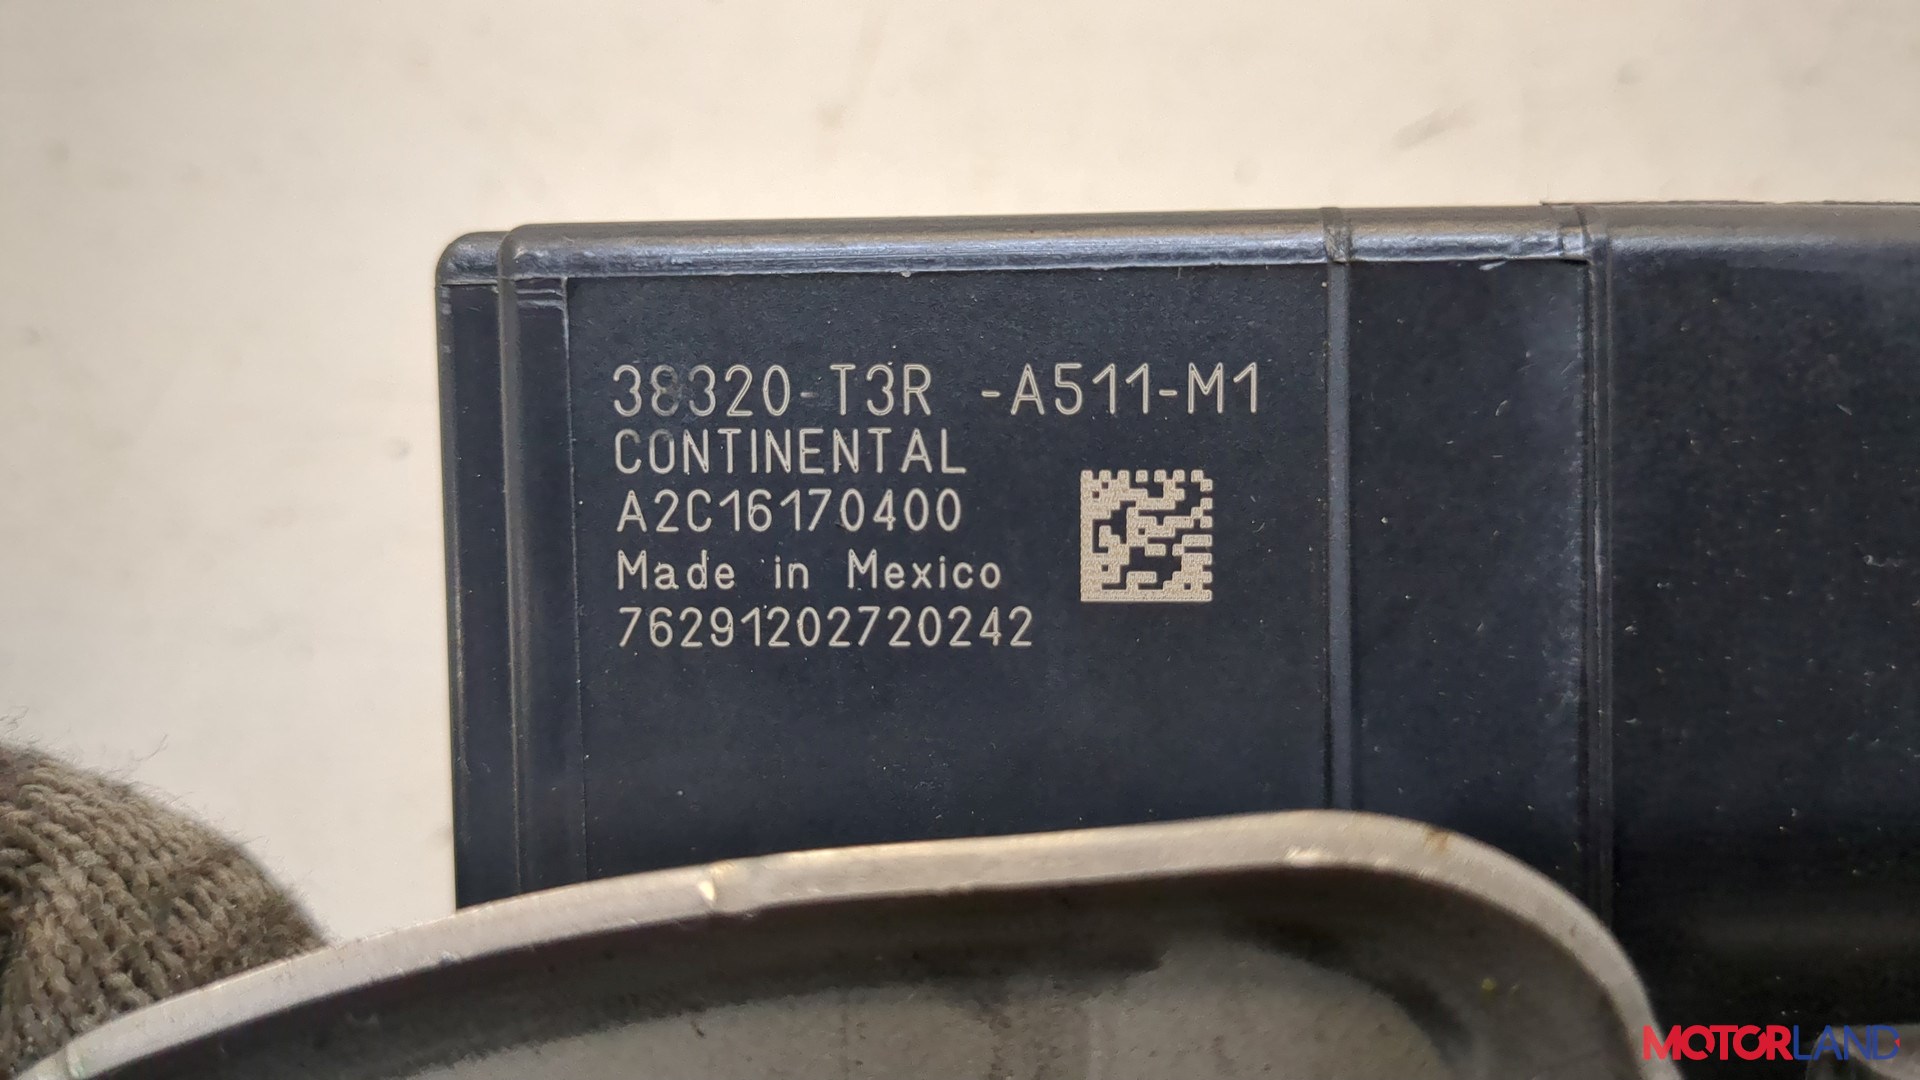 38320-T3R -A511-M1
CONTINENTAL
A2C16170400
Made in Mexico
76291202720242
MOTORLAND